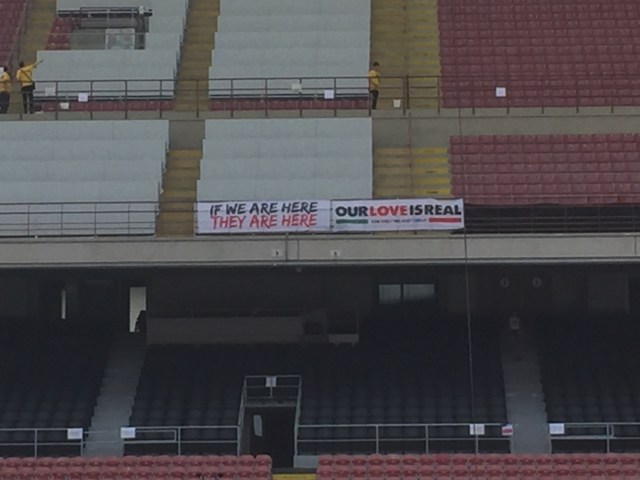 IF WE ARE HERE
THEY ARE HERE
OURLOVEISREAL